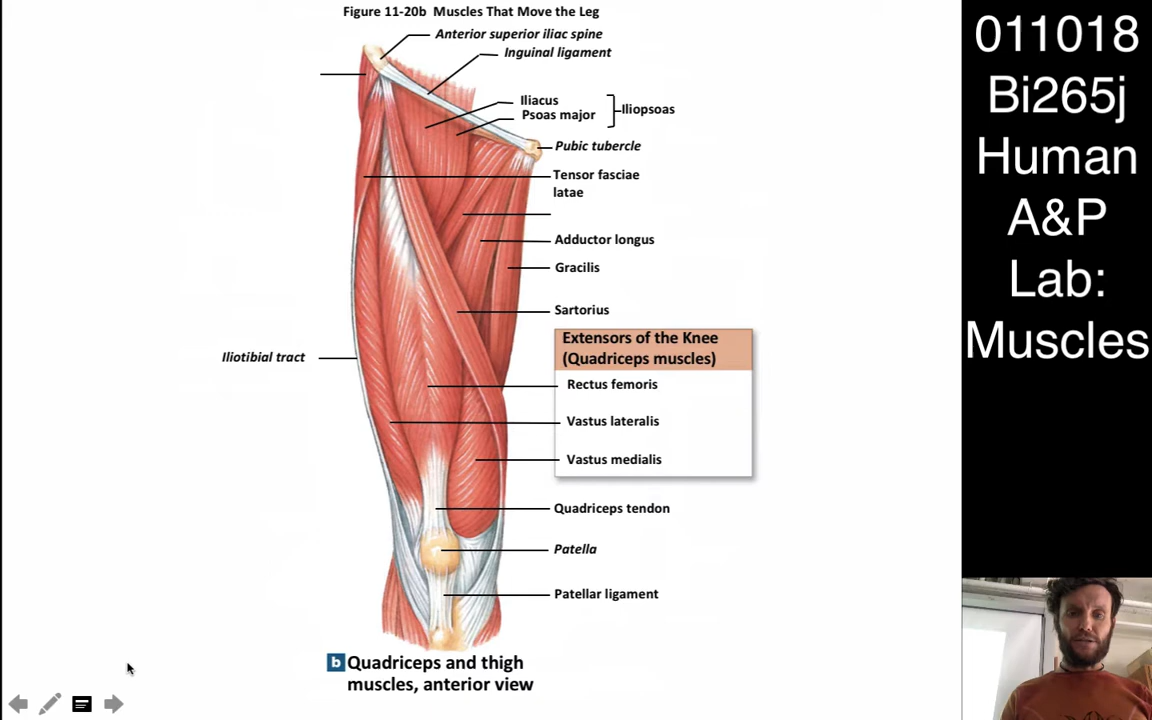 Figure 11-20b Muscles That Move the Leg
Anterior superior iliac spine
Inguinal ligament
Iliacus
Psoas major
Iliopsoas
Pubic tubercle
Tensor fasciae
latae
Adductor longus
Gracilis
Sartorius
Extensors of the Knee
(Quadriceps muscles)
Iliotibial tract
Rectus femoris
Vastus lateralis
Vastus medialis
Quadriceps tendon
Patella
Patellar ligament
b Quadriceps and thigh
muscles, anterior view
011018
Bi265j
Human
A&P
Lab:
Muscles